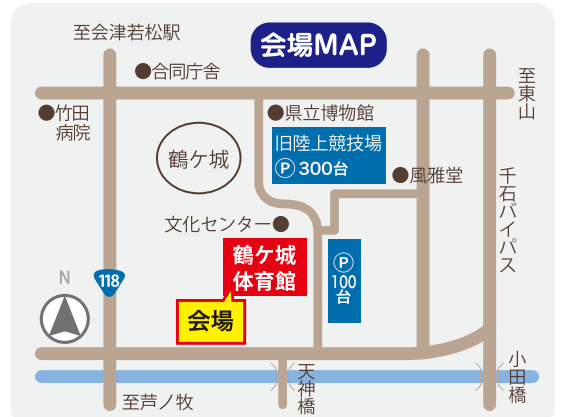 至会津若松駅
会場MAP
合同庁舎
至東山
竹田
病院
県立博物館
旧陸上競技場
P 300台
鶴ケ城
風雅堂
千石バイパス
文化センター
鶴ケ城
体育館
P
100
台
N
118
会場
天神橋
小田橋
至芦ノ牧